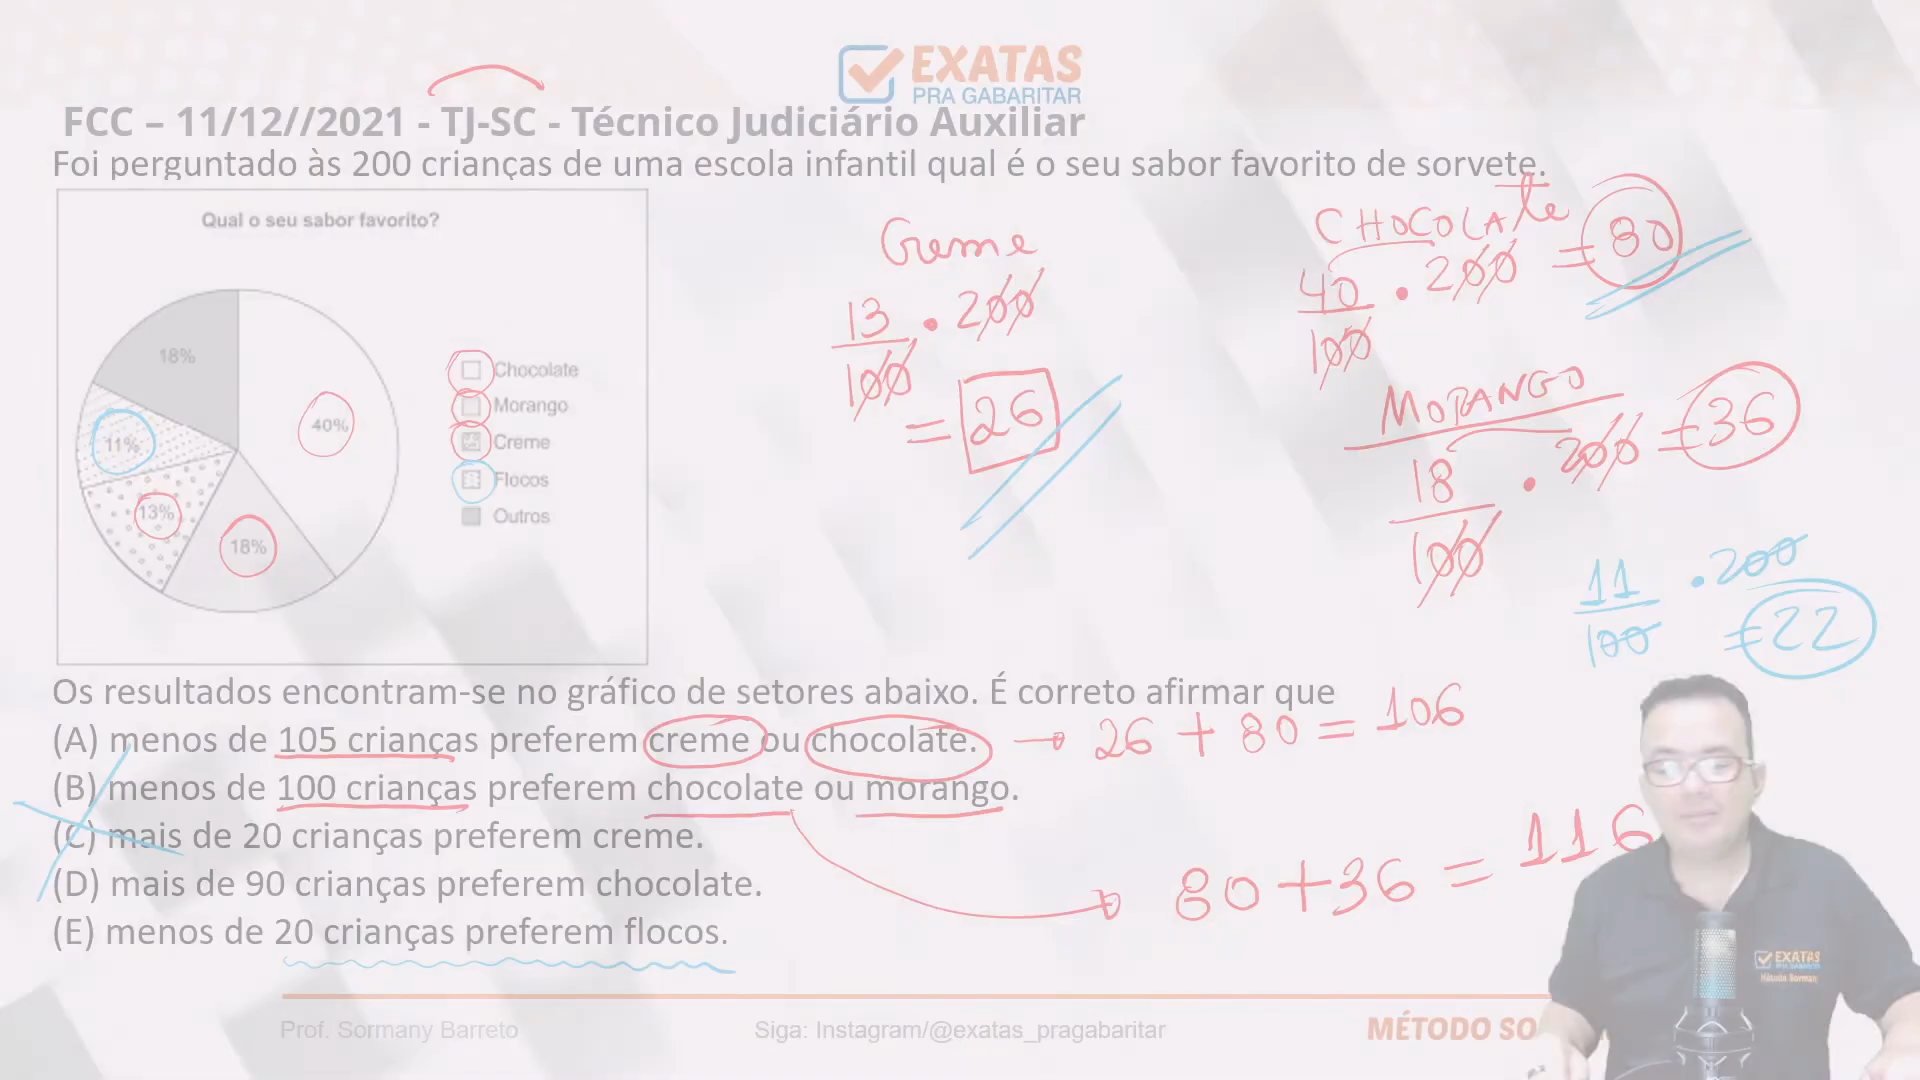 EXATAS
PRA GABARITAR
FCC – 11/12//2021 - TJ-SC - Técnico Judiciário Auxiliar
Foi perguntado às 200 crianças de uma escola infantil qual é o seu sabor favorito de sorvete.
Qual o seu sabor favorito?
18%
11%
13%
18%
40%
Chocolate
Morango
Creme
Flocos
Outros
Creme
13/100 . 200
= 26
CHOCOLATE
40/100 . 200 = 80
MORANGO
18/100 . 200 = 36
11/100 . 200
= 22
Os resultados encontram-se no gráfico de setores abaixo. É correto afirmar que
(A) menos de 105 crianças preferem creme ou chocolate. → 26 + 80 = 106
(B) menos de 100 crianças preferem chocolate ou morango.
(C) mais de 20 crianças preferem creme.
(D) mais de 90 crianças preferem chocolate.
(E) menos de 20 crianças preferem flocos.
80+36 = 116
EXATAS
PRA GABARITAR
Prof. Sormany Barreto
Siga: Instagram/@exatas_pragabaritar
MÉTODO SO